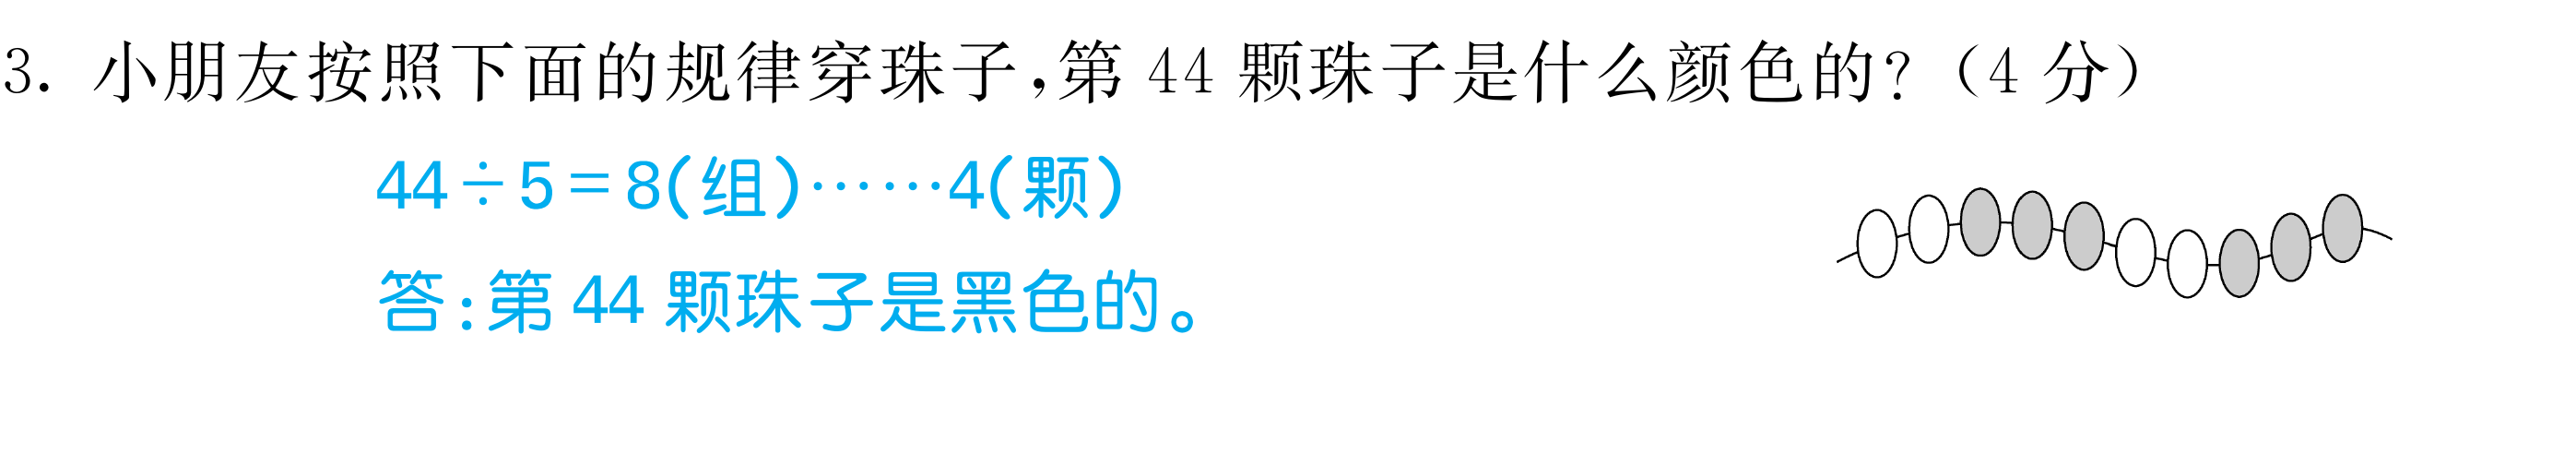 3. 小朋友按照下面的规律穿珠子,第 44 颗珠子是什么颜色的?(4 分)
44÷5=8(组)……4(颗)
答:第 44 颗珠子是黑色的。